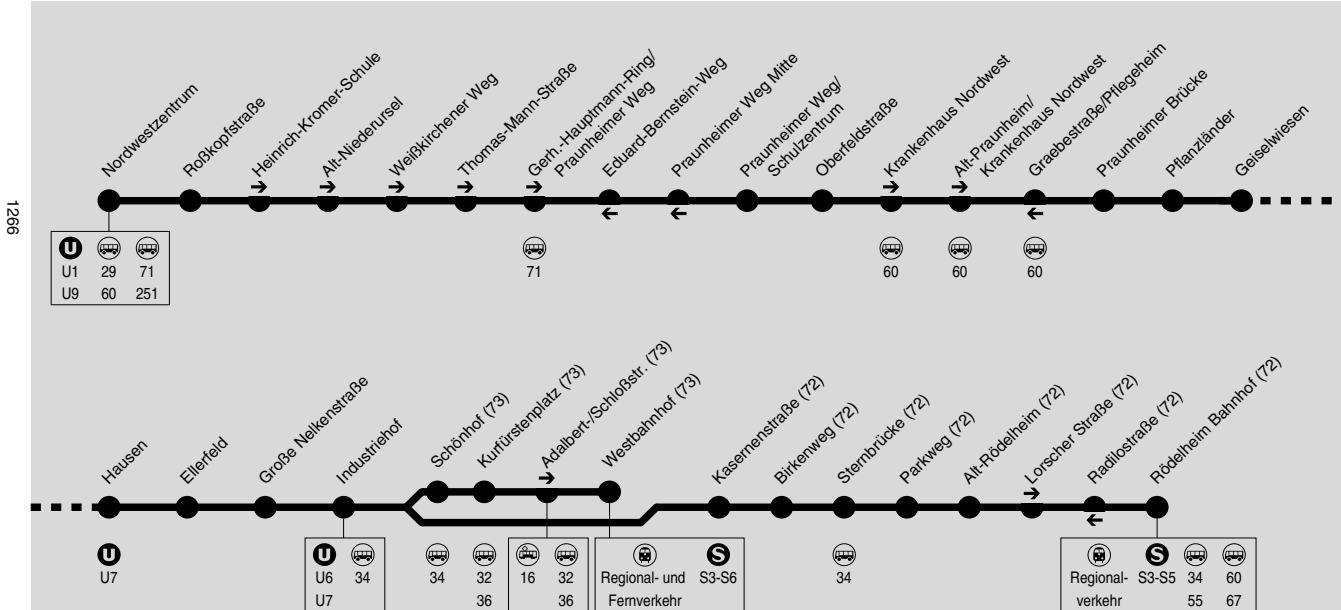 1266
Nordwestzentrum
Roßkopfstraße
Heinrich-Kromer-Schule
Alt-Niederursel
Weißkirchener Weg
Thomas-Mann-Straße
Gerh.-Hauptmann-Ring/
Praunheimer Weg
Eduard-Bernstein-Weg
Praunheimer Weg Mitte
Praunheimer Weg/
Schulzentrum
Oberfeldstraße
Krankenhaus Nordwest
Alt-Praunheim/
Krankenhaus Nordwest
Graebestraße/Pflegeheim
Praunheimer Brücke
Pflanzländer
Geiselwiesen
U
U1 29 71
U9 60 251
71
60
60
60
Hausen
Ellerfeld
Große Nelkenstraße
Industriehof
Schönhof (73)
Kurfürstenplatz (73)
Adalbert-/Schloßstr. (73)
Westbahnhof (73)
Kasernenstraße (72)
Birkenweg (72)
Sternbrücke (72)
Parkweg (72)
Alt-Rödelheim (72)
Lorscher Straße (72)
Radilostraße (72)
Rödelheim Bahnhof (72)
U
U7
U
U6 34
U7
34
32
36
16 32
36
S
Regional- und S3-S6
Fernverkehr
34
S
Regional- S3-S5 34 60
verkehr 55 67